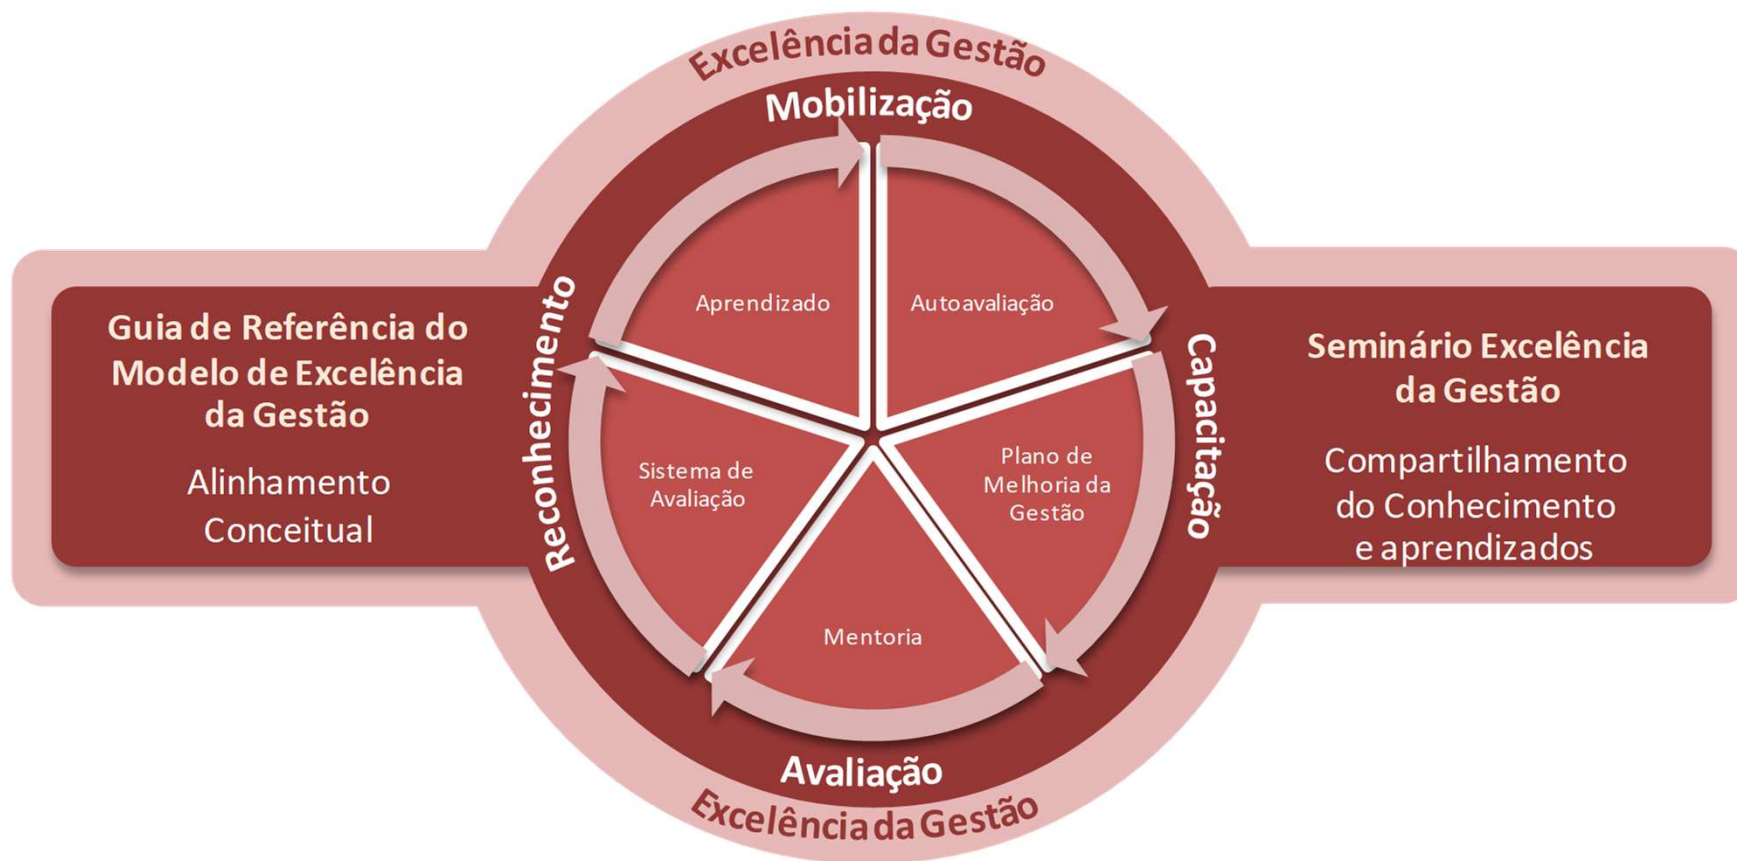 Excelência da Gestão
Mobilização
Aprendizado
Autoavaliação
Guia de Referência do
Modelo de Excelência
da Gestão
Alinhamento
Conceitual
Reconhecimento
Sistema de
Avaliação
Plano de
Melhoria da
Gestão
Mentoria
Capacitação
Seminário Excelência
da Gestão
Compartilhamento
do Conhecimento
e aprendizados
Avaliação
Excelência da Gestão